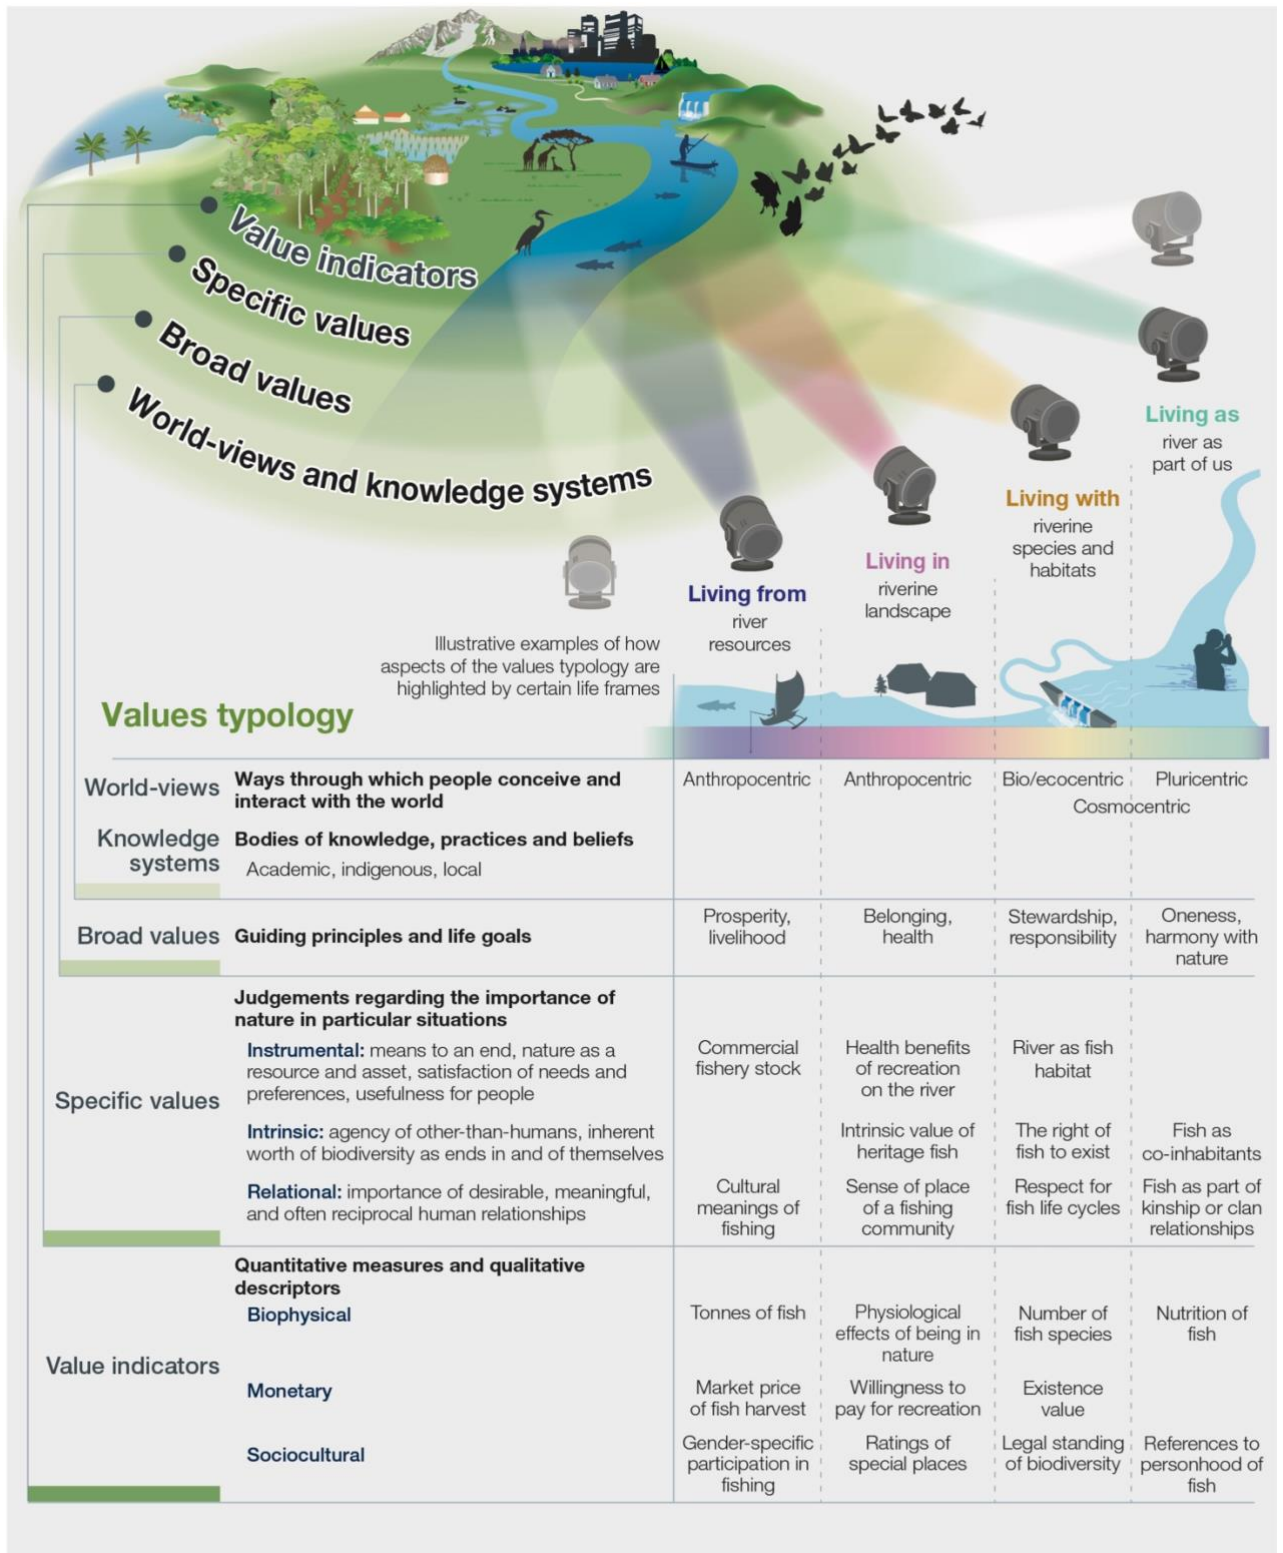 Value indicators
Specific values
Broad values
World-views and knowledge systems
Living as
river as
part of us
Living with
riverine
species and
habitats
Living in
riverine
landscape
Living from
river
resources
Illustrative examples of how
aspects of the values typology are
highlighted by certain life frames
Values typology
World-views
Ways through which people conceive and
interact with the world
Anthropocentric
Anthropocentric
Bio/ecocentric
Pluricentric
Cosmocentric
Knowledge
systems
Bodies of knowledge, practices and beliefs
Academic, indigenous, local
Broad values
Guiding principles and life goals
Prosperity,
livelihood
Belonging,
health
Stewardship,
responsibility
Oneness,
harmony with
nature
Specific values
Judgements regarding the importance of
nature in particular situations
Instrumental: means to an end, nature as a
resource and asset, satisfaction of needs and
preferences, usefulness for people
Commercial
fishery stock
Health benefits
of recreation
on the river
River as fish
habitat
Intrinsic: agency of other-than-humans, inherent
worth of biodiversity as ends in and of themselves
Intrinsic value of
heritage fish
The right of
fish to exist
Fish as
co-inhabitants
Relational: importance of desirable, meaningful,
and often reciprocal human relationships
Cultural
meanings of
fishing
Sense of place
of a fishing
community
Respect for
fish life cycles
Fish as part of
kinship or clan
relationships
Value indicators
Quantitative measures and qualitative
descriptors
Biophysical
Tonnes of fish
Physiological
effects of being in
nature
Number of
fish species
Nutrition of
fish
Monetary
Market price
of fish harvest
Willingness to
pay for recreation
Existence
value
Sociocultural
Gender-specific
participation in
fishing
Ratings of
special places
Legal standing
of biodiversity
References to
personhood of
fish